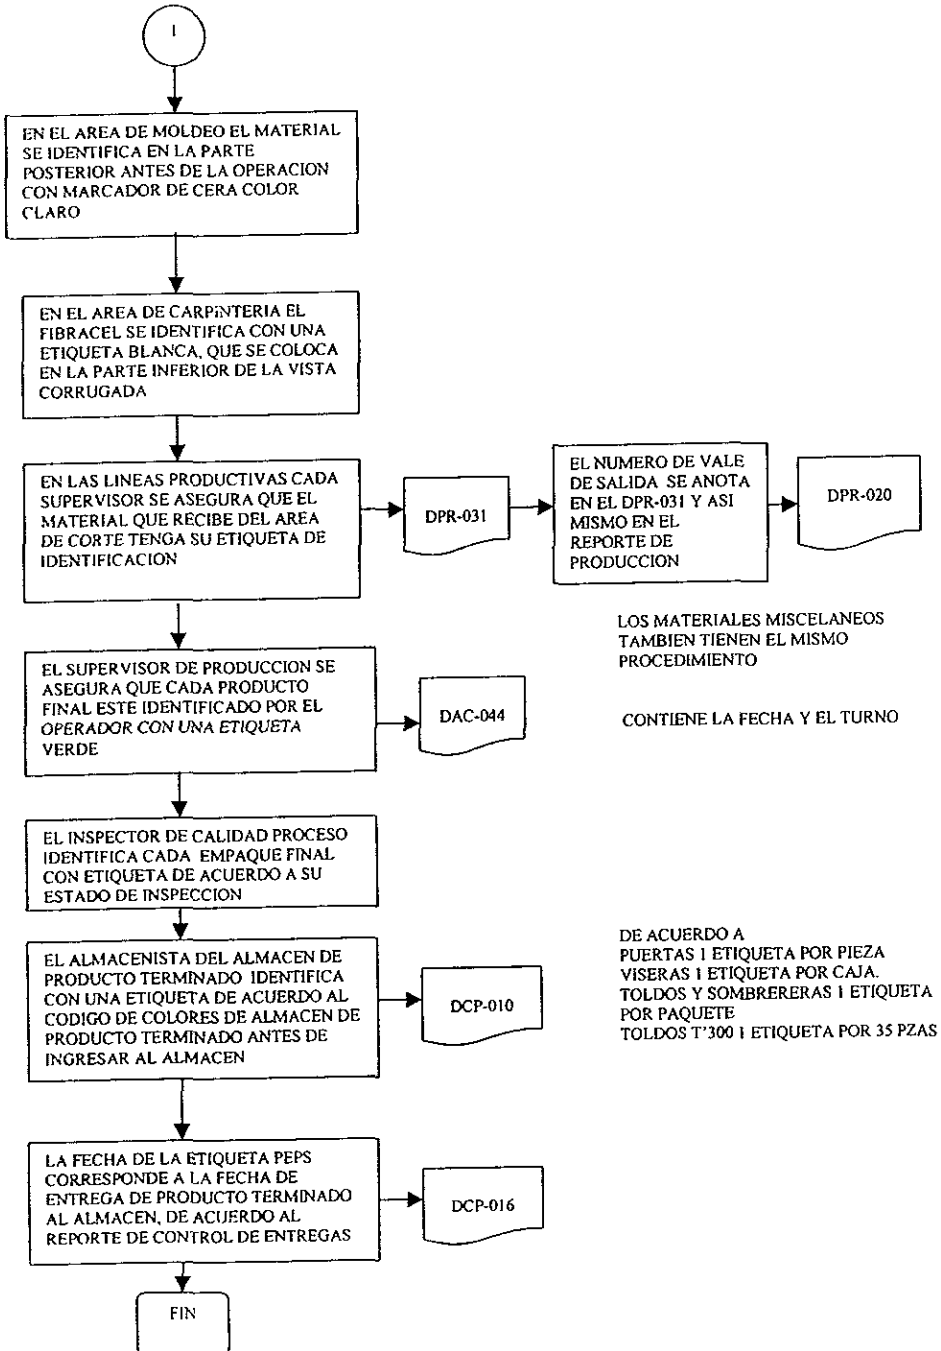 1
EN EL AREA DE MOLDEO EL MATERIAL
SE IDENTIFICA EN LA PARTE
POSTERIOR ANTES DE LA OPERACION
CON MARCADOR DE CERA COLOR
CLARO
EN EL AREA DE CARPINTERIA EL
FIBRACEL SE IDENTIFICA CON UNA
ETIQUETA BLANCA, QUE SE COLOCA
EN LA PARTE INFERIOR DE LA VISTA
CORRUGADA
EN LAS LINEAS PRODUCTIVAS CADA
SUPERVISOR SE ASEGURA QUE EL
MATERIAL QUE RECIBE DEL AREA
DE CORTE TENGA SU ETIQUETA DE
IDENTIFICACION
DPR-031
EL NUMERO DE VALE
DE SALIDA SE ANOTA
EN EL DPR-031 Y ASI
MISMO EN EL
REPORTE DE
PRODUCCION
DPR-020
LOS MATERIALES MISCELANEOS
TAMBIEN TIENEN EL MISMO
PROCEDIMIENTO
EL SUPERVISOR DE PRODUCCION SE
ASEGURA QUE CADA PRODUCTO
FINAL ESTE IDENTIFICADO POR EL
OPERADOR CON UNA ETIQUETA
VERDE
DAC-044
CONTIENE LA FECHA Y EL TURNO
EL INSPECTOR DE CALIDAD PROCESO
IDENTIFICA CADA EMPAQUE FINAL
CON ETIQUETA DE ACUERDO A SU
ESTADO DE INSPECCION
EL ALMACENISTA DEL ALMACEN DE
PRODUCTO TERMINADO IDENTIFICA
CON UNA ETIQUETA DE ACUERDO AL
CODIGO DE COLORES DE ALMACEN DE
PRODUCTO TERMINADO ANTES DE
INGRESAR AL ALMACEN
DCP-010
DE ACUERDO A
PUERTAS 1 ETIQUETA POR PIEZA
VISERAS 1 ETIQUETA POR CAJA.
TOLDOS Y SOMBRERERAS 1 ETIQUETA
POR PAQUETE
TOLDOS T'300 1 ETIQUETA POR 35 PZAS
LA FECHA DE LA ETIQUETA PEPS
CORRESPONDE A LA FECHA DE
ENTREGA DE PRODUCTO TERMINADO
AL ALMACEN, DE ACUERDO AL
REPORTE DE CONTROL DE ENTREGAS
DCP-016
FIN